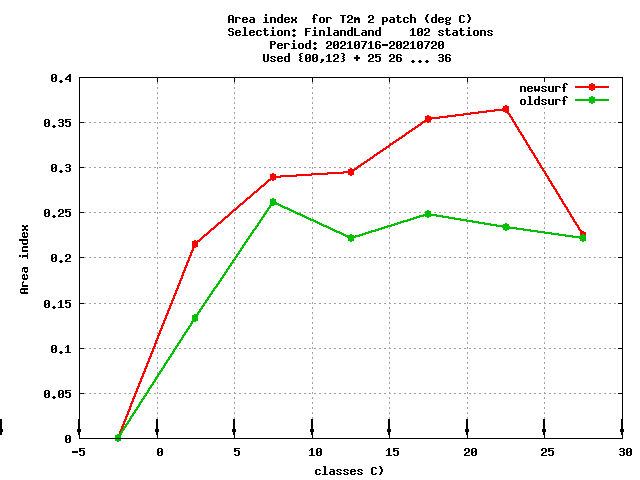 Area index  for T2m 2 patch (deg C)
Selection: FinlandLand    102 stations
Period: 20210716-20210720
Used {00,12} + 25 26 ... 36
newsurf
oldsurf
0.4
0.35
0.3
0.25
0.2
0.15
0.1
0.05
0
Area index
-5 0 5 10 15 20 25 30
classes C)